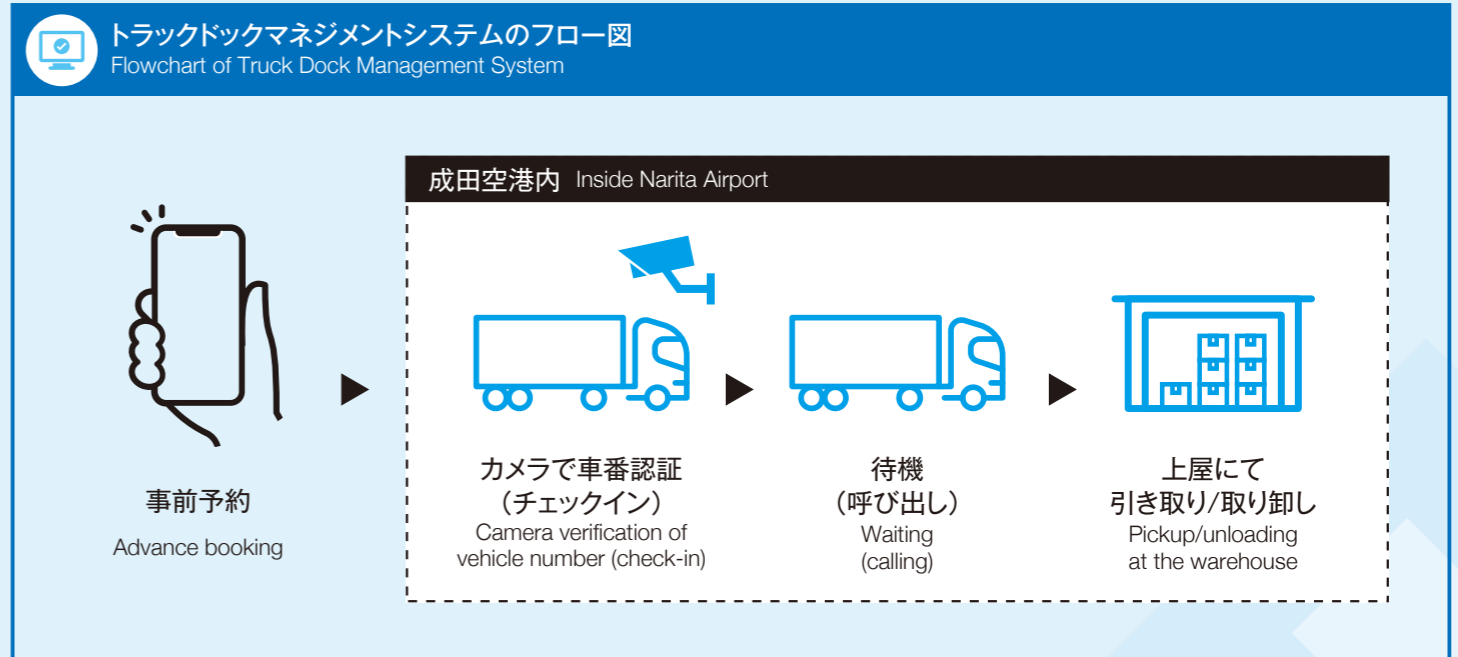 トラックドックマネジメントシステムのフロー図
Flowchart of Truck Dock Management System
成田空港内 Inside Narita Airport
事前予約
Advance booking
カメラで車番認証
（チェックイン）
Camera verification of
vehicle number (check-in)
待機
（呼び出し）
Waiting
(calling)
上屋にて
引き取り/取り卸し
Pickup/unloading
at the warehouse